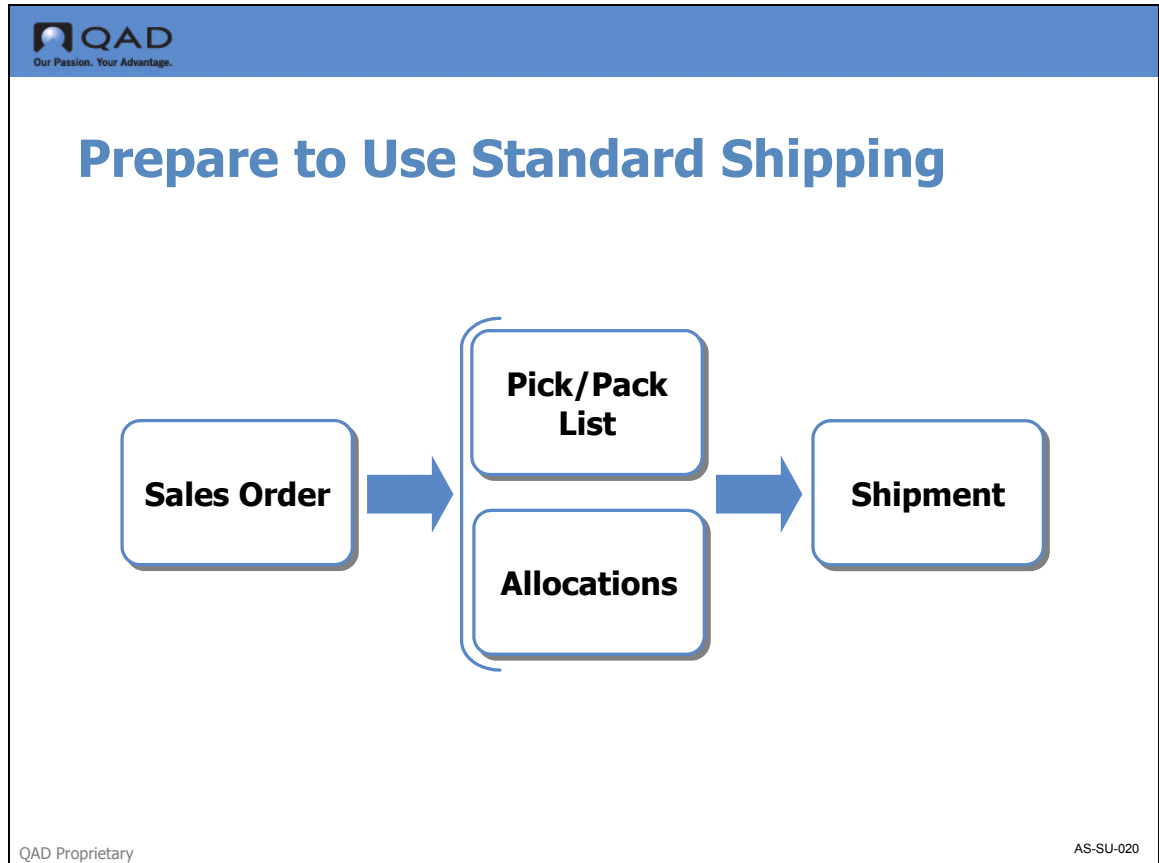 QAD
Our Passion. Your Advantage.
Prepare to Use Standard Shipping
Sales Order
Pick/Pack
List
Allocations
Shipment
QAD Proprietary
AS-SU-020